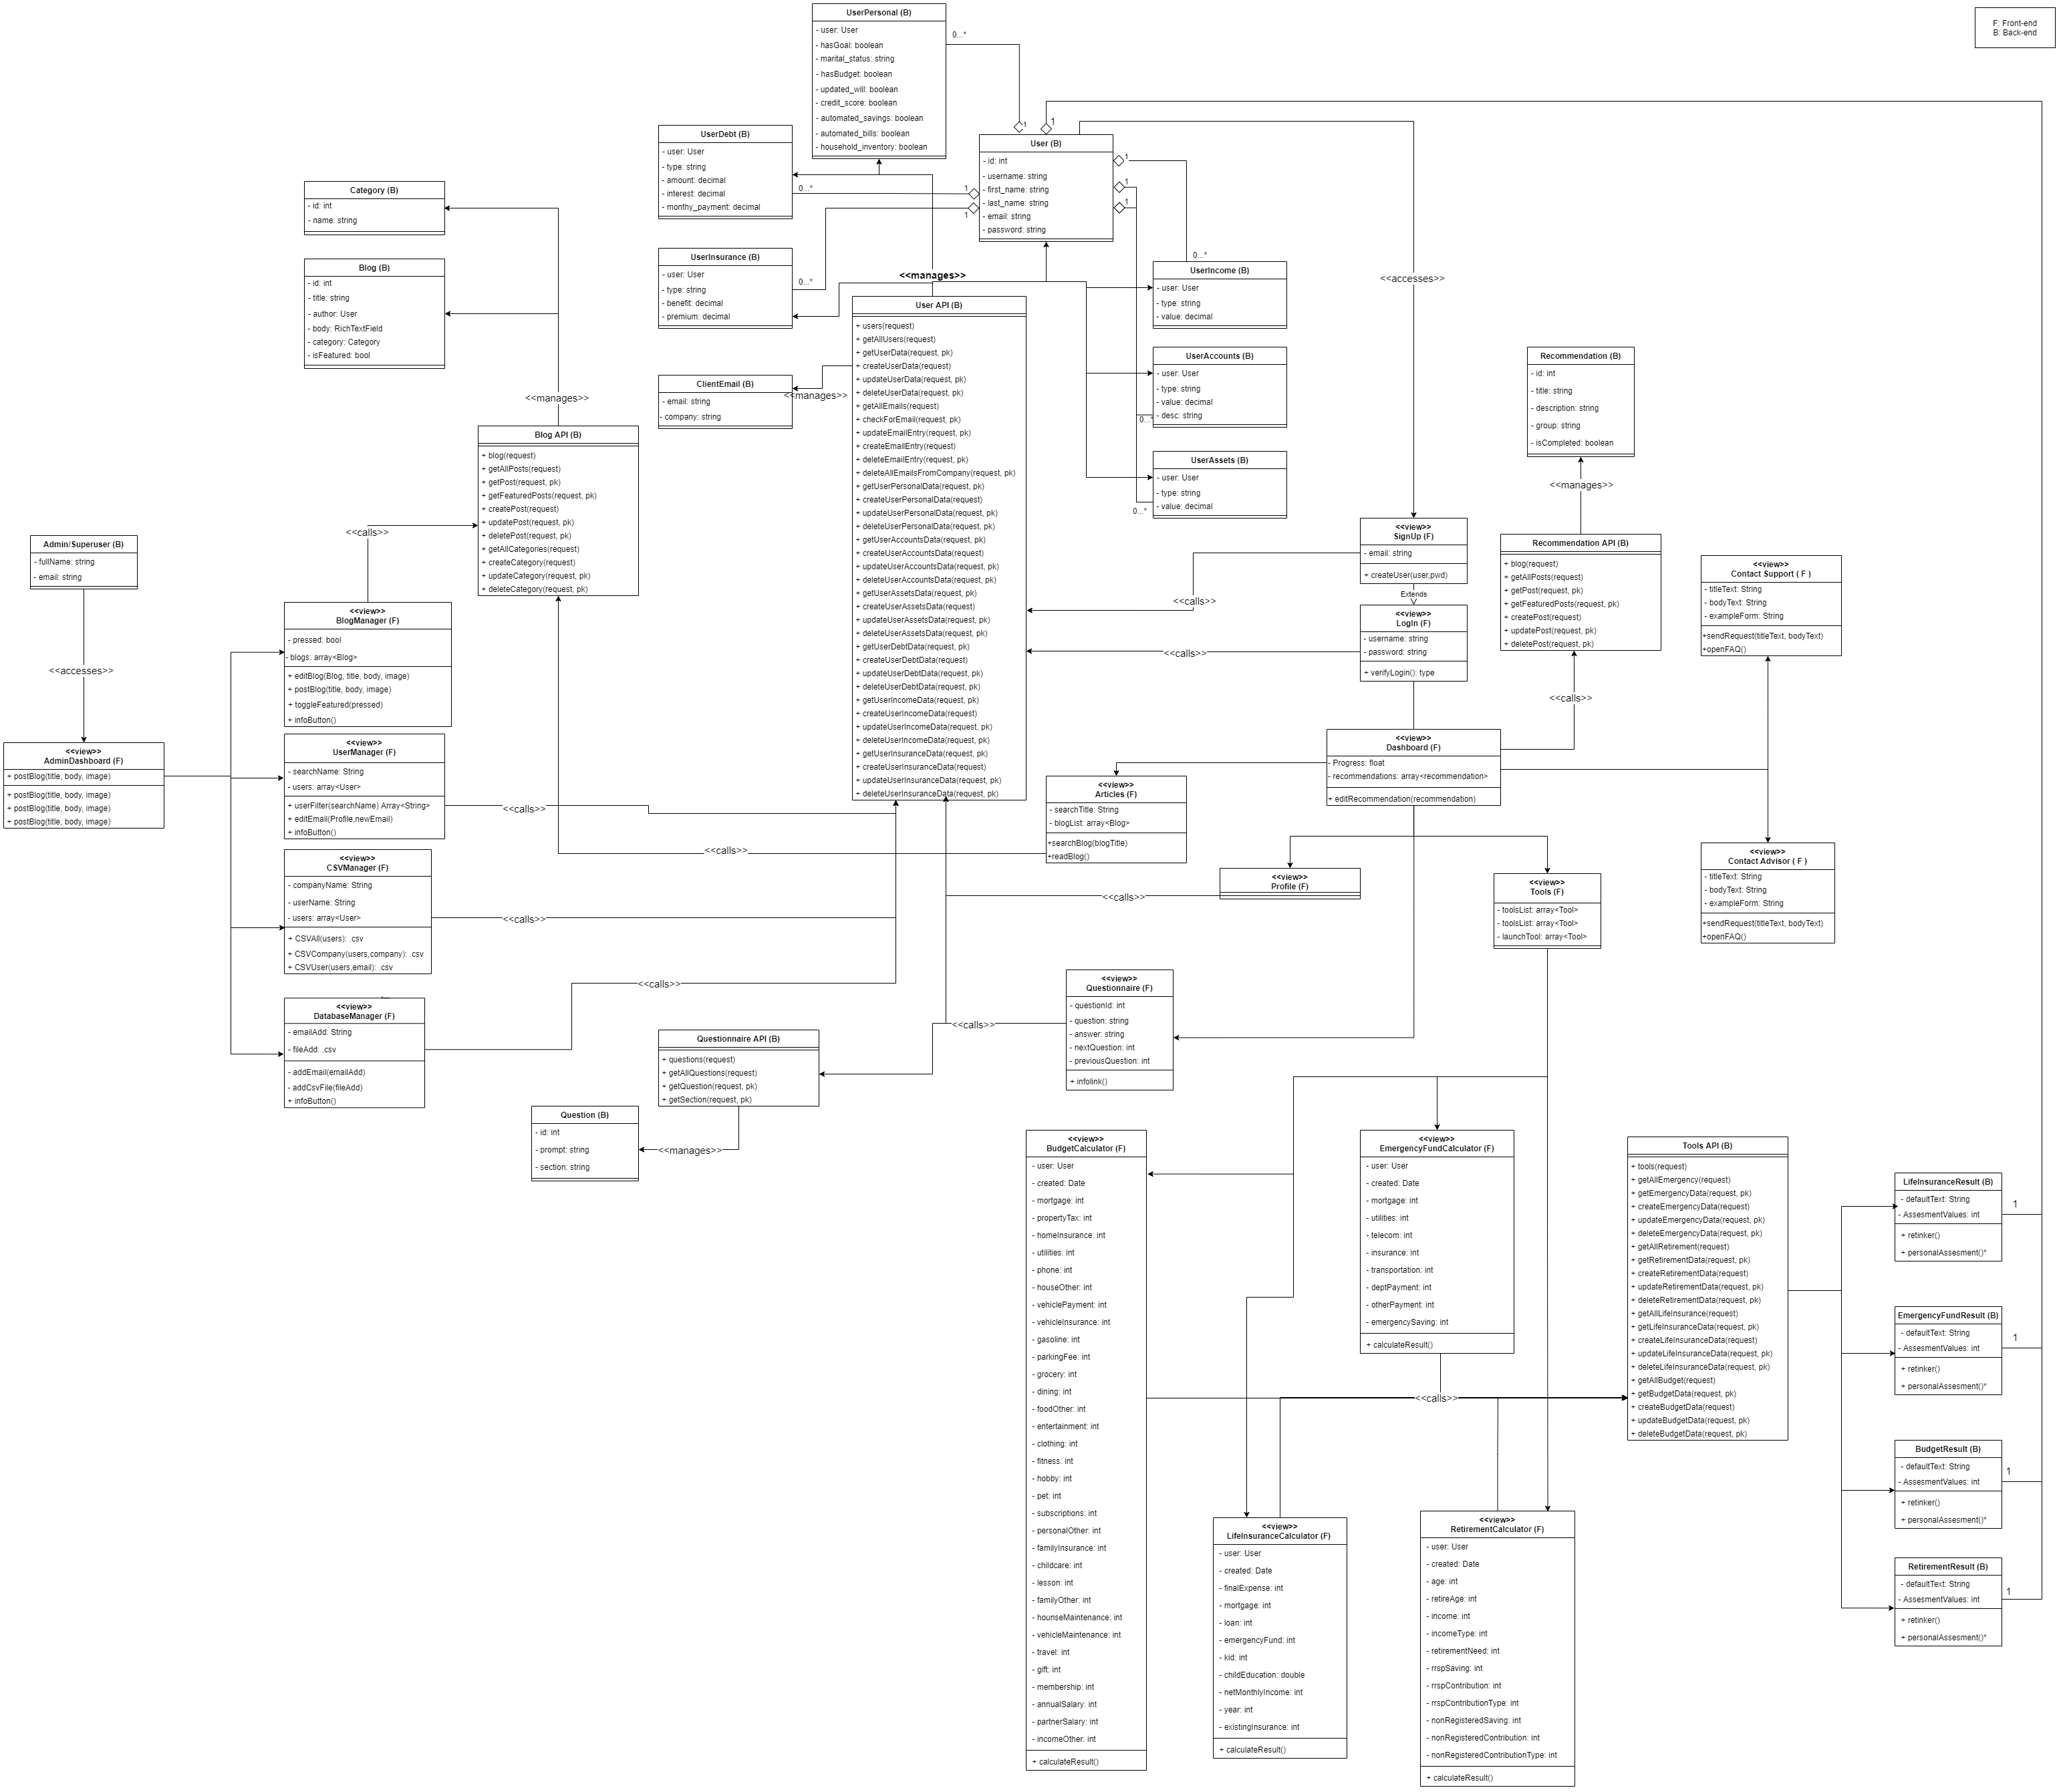 UserPersonal (B)
- user: User
- hasGoal: boolean
- marital_status: string
- hasBudget: boolean
- updated_will: boolean
- credit_score: boolean
- automated_savings: boolean
- automated_bills: boolean
- household_inventory: boolean
0...*
1
1
F: Front-end
B: Back-end
UserDebt (B)
- user: User
- type: string
- amount: decimal
- interest: decimal
- monthy_payment: decimal
0...*
1
1
User (B)
- id: int
- username: string
- first_name: string
- last_name: string
- email: string
- password: string
1
1
1
Category (B)
- id: int
- name: string
Blog (B)
- id: int
- title: string
- author: User
- body: RichTextField
- category: Category
- isFeatured: bool
<<manages>>
UserInsurance (B)
- user: User
- type: string
- benefit: decimal
- premium: decimal
0...*
<<manages>>
0...*
UserIncome (B)
- user: User
- type: string
- value: decimal
<<accesses>>
ClientEmail (B)
- email: string
- company: string
<<manages>>
User API (B)
+ users(request)
+ getAllUsers(request)
+ getUserData(request, pk)
+ createUserData(request)
+ updateUserData(request, pk)
+ deleteUserData(request, pk)
+ getAllEmails(request)
+ checkForEmail(request, pk)
+ updateEmailEntry(request, pk)
+ createEmailEntry(request)
+ deleteEmailEntry(request, pk)
+ deleteAllEmailsFromCompany(request, pk)
+ getUserPersonalData(request, pk)
+ createUserPersonalData(request)
+ updateUserPersonalData(request, pk)
+ deleteUserPersonalData(request, pk)
+ getUserAccountsData(request, pk)
+ createUserAccountsData(request)
+ updateUserAccountsData(request, pk)
+ deleteUserAccountsData(request, pk)
+ getUserAssetsData(request, pk)
+ createUserAssetsData(request)
+ updateUserAssetsData(request, pk)
+ deleteUserAssetsData(request, pk)
+ getUserDebtData(request, pk)
+ createUserDebtData(request)
+ updateUserDebtData(request, pk)
+ deleteUserDebtData(request, pk)
+ getUserIncomeData(request, pk)
+ createUserIncomeData(request)
+ updateUserIncomeData(request, pk)
+ deleteUserIncomeData(request, pk)
+ getUserInsuranceData(request, pk)
+ createUserInsuranceData(request)
+ updateUserInsuranceData(request, pk)
+ deleteUserInsuranceData(request, pk)
UserAccounts (B)
- user: User
- type: string
- value: decimal
- desc: string
0...*
UserAssets (B)
- user: User
- type: string
- value: decimal
0...*
Recommendation (B)
- id: int
- title: string
- description: string
- group: string
- isCompleted: boolean
<<manages>>
Recommendation API (B)
+ blog(request)
+ getAllPosts(request)
+ getPost(request, pk)
+ getFeaturedPosts(request, pk)
+ createPost(request)
+ updatePost(request, pk)
+ deletePost(request, pk)
<<calls>>
Blog API (B)
+ blog(request)
+ getAllPosts(request)
+ getPost(request, pk)
+ getFeaturedPosts(request, pk)
+ createPost(request)
+ updatePost(request, pk)
+ deletePost(request, pk)
+ getAllCategories(request)
+ createCategory(request)
+ updateCategory(request, pk)
+ deleteCategory(request, pk)
<<calls>>
Admin/Superuser (B)
- fullName: string
- email: string
<<accesses>>
<<view>>
AdminDashboard (F)
+ postBlog(title, body, image)
+ postBlog(title, body, image)
+ postBlog(title, body, image)
+ postBlog(title, body, image)
<<view>>
BlogManager (F)
- pressed: bool
- blogs: array<Blog>
+ editBlog(Blog, title, body, image)
+ postBlog(title, body, image)
+ toggleFeatured(pressed)
+ infoButton()
<<view>>
UserManager (F)
- searchName: String
- users: array<User>
+ userFilter(searchName) Array<String>
+ editEmail(Profile,newEmail)
+ infoButton()
<<calls>>
<<view>>
CSVManager (F)
- companyName: String
- userName: String
- users: array<User>
+ CSVAll(users): .csv
+ CSVCompany(users,company): .csv
+ CSVUser(users,email): .csv
<<calls>>
<<view>>
DatabaseManager (F)
- emailAdd: String
- fileAdd: .csv
- addEmail(emailAdd)
- addCsvFile(fileAdd)
+ infoButton()
<<calls>>
<<view>>
SignUp (F)
- email: string
+ createUser(user,pwd)
Extends
<<calls>>
<<view>>
LogIn (F)
- username: string
- password: string
+ verifyLogin(): type
<<calls>>
<<view>>
Contact Support ( F )
- titleText: String
- bodyText: String
- exampleForm: String
+sendRequest(titleText, bodyText)
+openFAQ()
<<view>>
Dashboard (F)
- Progress: float
- recommendations: array<recommendation>
+ editRecommendation(recommendation)
<<view>>
Articles (F)
- searchTitle: String
- blogList: array<Blog>
+searchBlog(blogTitle)
+readBlog()
<<calls>>
<<view>>
Profile (F)
<<calls>>
<<view>>
Tools (F)
- toolsList: array<Tool>
- toolsList: array<Tool>
- launchTool: array<Tool>
<<view>>
Contact Advisor ( F )
- titleText: String
- bodyText: String
- exampleForm: String
+sendRequest(titleText, bodyText)
+openFAQ()
<<view>>
Questionnaire (F)
- questionId: int
- question: string
- answer: string
- nextQuestion: int
- previousQuestion: int
+ infolink()
<<calls>>
Questionnaire API (B)
+ questions(request)
+ getAllQuestions(request)
+ getQuestion(request, pk)
+ getSection(request, pk)
Question (B)
- id: int
- prompt: string
- section: string
<<manages>>
<<view>>
BudgetCalculator (F)
- user: User
- created: Date
- mortgage: int
- propertyTax: int
- homeInsurance: int
- utilities: int
- phone: int
- houseOther: int
- vehiclePayment: int
- vehicleInsurance: int
- gasoline: int
- parkingFee: int
- grocery: int
- dining: int
- foodOther: int
- entertainment: int
- clothing: int
- fitness: int
- hobby: int
- pet: int
- subscriptions: int
- personalOther: int
- familyInsurance: int
- childcare: int
- lesson: int
- familyOther: int
- hounseMaintenance: int
- vehicleMaintenance: int
- travel: int
- gift: int
- membership: int
- annualSalary: int
- partnerSalary: int
- incomeOther: int
+ calculateResult()
<<view>>
EmergencyFundCalculator (F)
- user: User
- created: Date
- mortgage: int
- utilities: int
- telecom: int
- insurance: int
- transportation: int
- deptPayment: int
- otherPayment: int
- emergencySaving: int
+ calculateResult()
<<calls>>
<<view>>
LifeInsuranceCalculator (F)
- user: User
- created: Date
- finalExpense: int
- mortgage: int
- loan: int
- emergencyFund: int
- kid: int
- childEducation: double
- netMonthlyIncome: int
- year: int
- existingInsurance: int
+ calculateResult()
<<view>>
RetirementCalculator (F)
- user: User
- created: Date
- age: int
- retireAge: int
- income: int
- incomeType: int
- retirementNeed: int
- rrspSaving: int
- rrspContribution: int
- rrspContributionType: int
- nonRegisteredSaving: int
- nonRegisteredContribution: int
- nonRegisteredContributionType: int
+ calculateResult()
Tools API (B)
+ tools(request)
+ getAllEmergency(request)
+ getEmergencyData(request, pk)
+ createEmergencyData(request)
+ updateEmergencyData(request, pk)
+ deleteEmergencyData(request, pk)
+ getAllRetirement(request)
+ getRetirementData(request, pk)
+ createRetirementData(request)
+ updateRetirementData(request, pk)
+ deleteRetirementData(request, pk)
+ getAllLifeInsurance(request)
+ getLifeInsuranceData(request, pk)
+ createLifeInsuranceData(request)
+ updateLifeInsuranceData(request, pk)
+ deleteLifeInsuranceData(request, pk)
+ getAllBudget(request)
+ getBudgetData(request, pk)
+ createBudgetData(request)
+ updateBudgetData(request, pk)
+ deleteBudgetData(request, pk)
LifeInsuranceResult (B)
- defaultText: String
- AssesmentValues: int
+ retinker()
+ personalAssesment()*
1
EmergencyFundResult (B)
- defaultText: String
- AssesmentValues: int
+ retinker()
+ personalAssesment()*
1
BudgetResult (B)
- defaultText: String
- AssesmentValues: int
+ retinker()
+ personalAssesment()*
1
RetirementResult (B)
- defaultText: String
- AssesmentValues: int
+ retinker()
+ personalAssesment()*
1